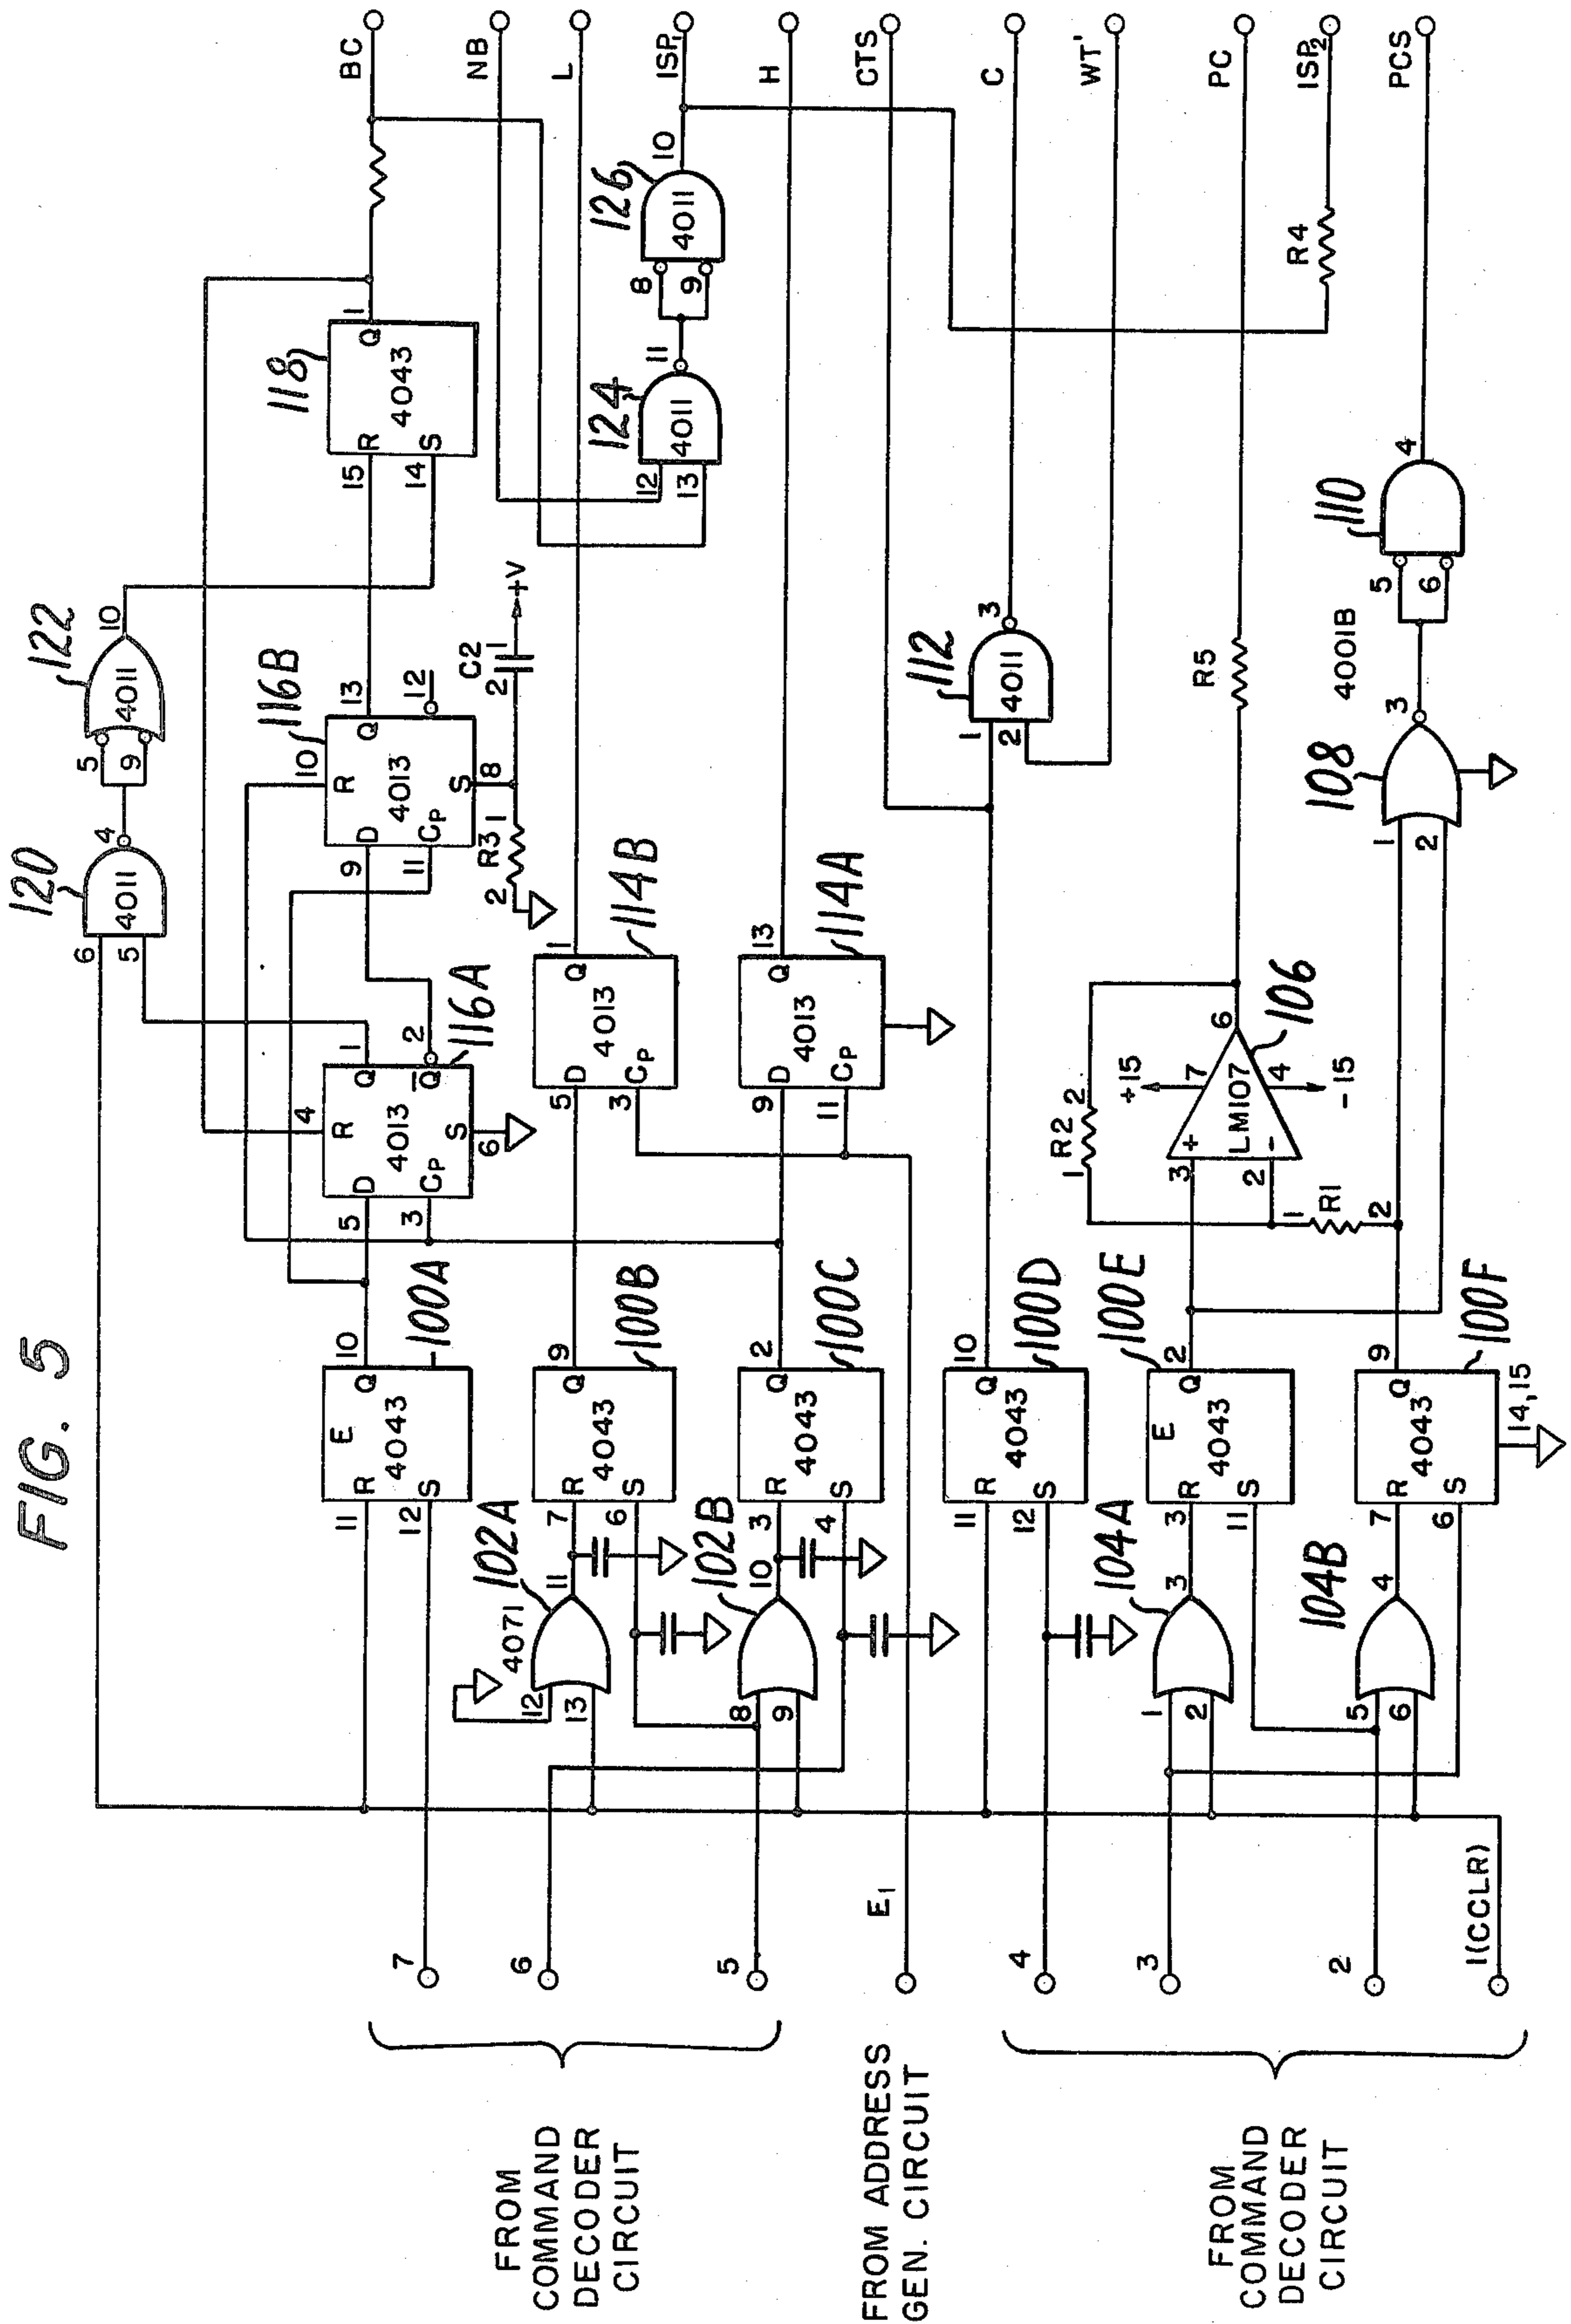 FIG. 5
120
122
6
5
4011
4
5
9
4011
10
118
BC
NB
L
ISP1
H
CTS
C
WT'
PC
ISP2
PCS
11
12
R
S
E
4043
Q
10
100A
5
3
D
CP
4013
R
4
S
6
Q
Q
1
2
116A
9
11
D
CP
4013
R
10
S
8
Q
13
12
116B
C2
2
1
+V
R3
2
1
15
14
R
S
4043
Q
1
102A
4071
12
13
11
7
6
R
S
4043
Q
9
100B
5
3
D
CP
4013
Q
1
114B
12
13
4011
11
124
8
9
4011
10
126
102B
8
9
10
3
4
R
S
4043
Q
2
100C
9
11
D
CP
4013
Q
13
114A
11
12
R
S
4043
Q
10
100D
1
2
4011
3
112
104A
1
2
3
3
11
R
S
E
4043
Q
2
100E
R2
1
2
3
2
+
-
LM107
+15
7
4
-15
6
106
R1
1
2
R5
R4
104B
5
6
4
7
6
R
S
4043
Q
9
14,15
100F
1
2
3
108
4001B
5
6
4
110
7
6
5
E1
4
3
2
1(CCLR)
FROM
COMMAND
DECODER
CIRCUIT
FROM ADDRESS
GEN. CIRCUIT
FROM
COMMAND
DECODER
CIRCUIT